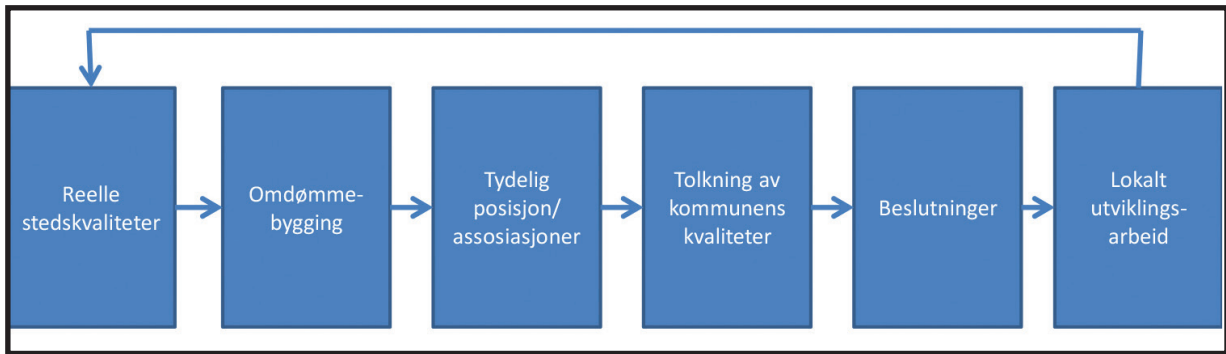 Reelle
stedskvaliteter
Omdømme-
bygging
Tydelig
posisjon/
assosiasjoner
Tolkning av
kommunens
kvaliteter
Beslutninger
Lokalt
utviklings-
arbeid